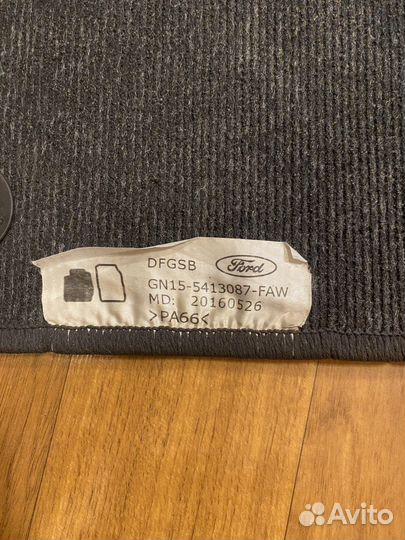 DFGSB Ford
GN15-5413087-FAW
MD: 20160526
>PA66<
Avito